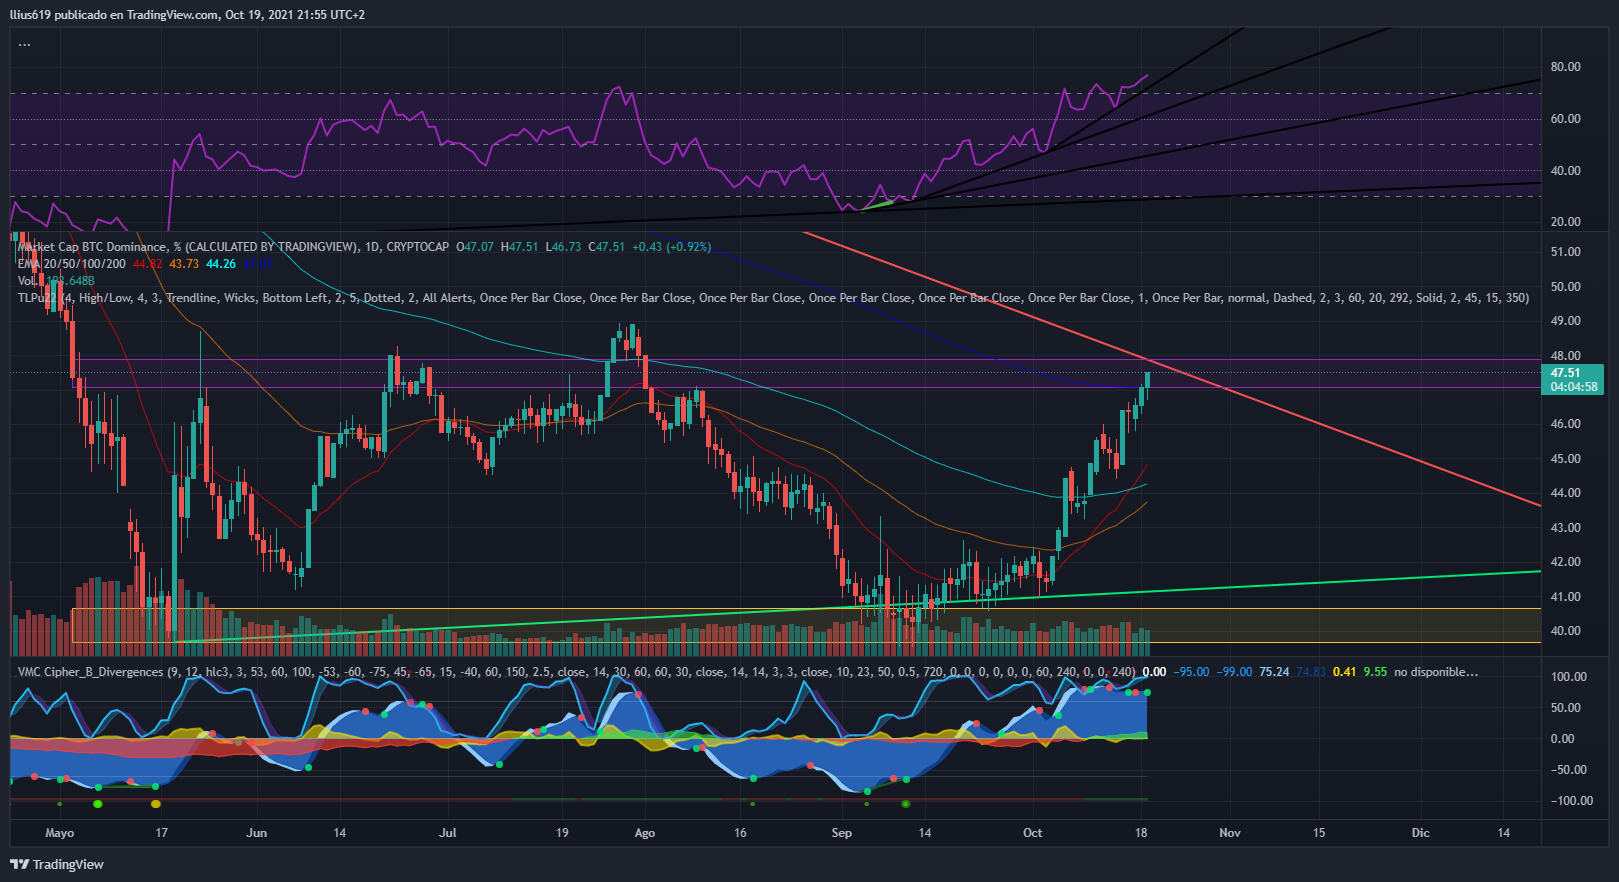 llius619 publicado en TradingView.com, Oct 19, 2021 21:55 UTC+2
...
80.00
60.00
40.00
20.00
Market Cap BTC Dominance, % (CALCULATED BY TRADINGVIEW), 1D, CRYPTOCAP O47.07 H47.51 L46.73 C47.51 +0.43 (+0.92%)
EMA 20/50/100/200 44.82 43.73 44.26
Vol. 193.648B
TLPu22 (4, High/Low, 4, 3, Trendline, Wicks, Bottom Left, 2, 5, Dotted, 2, All Alerts, Once Per Bar Close, Once Per Bar Close, Once Per Bar Close, Once Per Bar Close, Once Per Bar Close, Once Per Bar Close, 1, Once Per Bar, normal, Dashed, 2, 3, 60, 20, 292, Solid, 2, 45, 15, 350)
51.00
50.00
49.00
48.00
47.51
04:04:58
46.00
45.00
44.00
43.00
42.00
41.00
40.00
VMC Cipher_B_Divergences (9, 12, hlc3, 3, 53, 60, 100, -53, -60, -75, 45, -65, 15, -40, 60, 150, 2.5, close, 14, 30, 60, 60, 30, close, 14, 14, 3, 3, close, 10, 23, 50, 0.5, 720, 0, 0, 0, 0, 0, 0, 60, 240, 0, 0, 240) 0.00 −95.00 −99.00 75.24 74.83 0.41 9.55 no disponible...
100.00
50.00
0.00
−50.00
−100.00
Mayo 17 Jun 14 Jul 19 Ago 16 Sep 14 Oct 18 Nov 15 Dic 14
TradingView